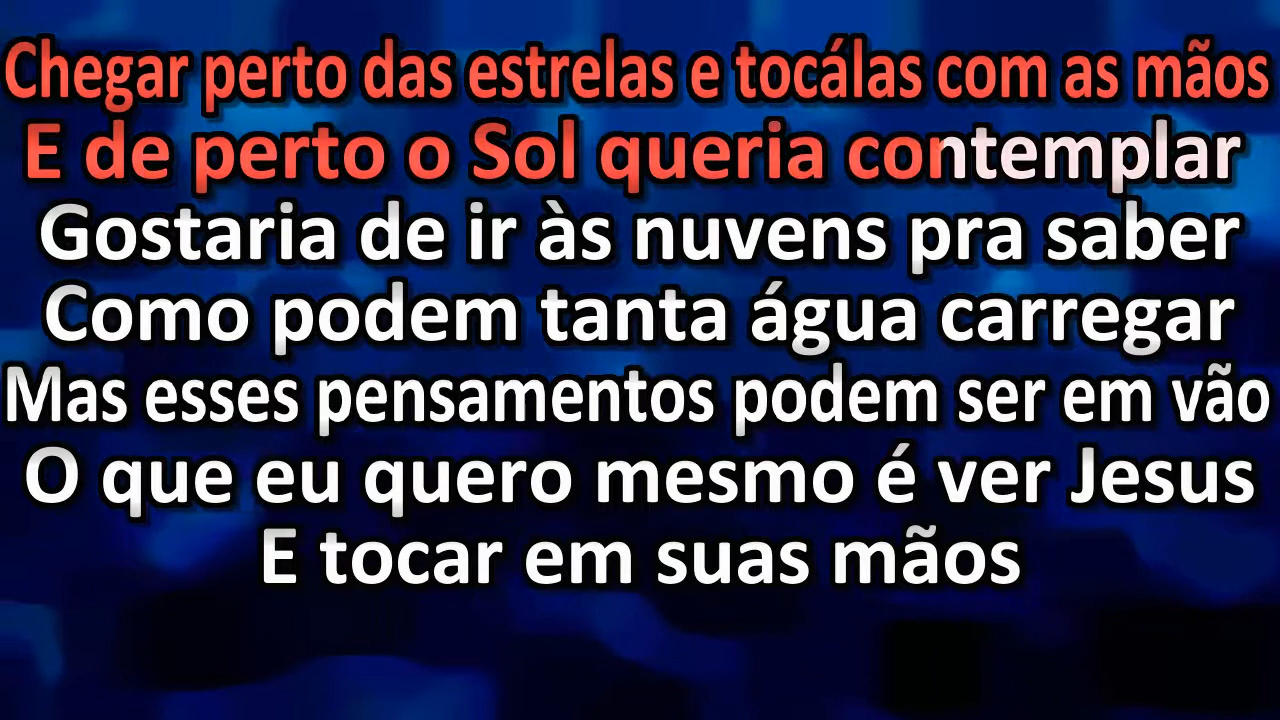 Chegar perto das estrelas e tocálas com as mãos
E de perto o Sol queria contemplar
Gostaria de ir às nuvens pra saber
Como podem tanta água carregar
Mas esses pensamentos podem ser em vão
O que eu quero mesmo é ver Jesus
E tocar em suas mãos